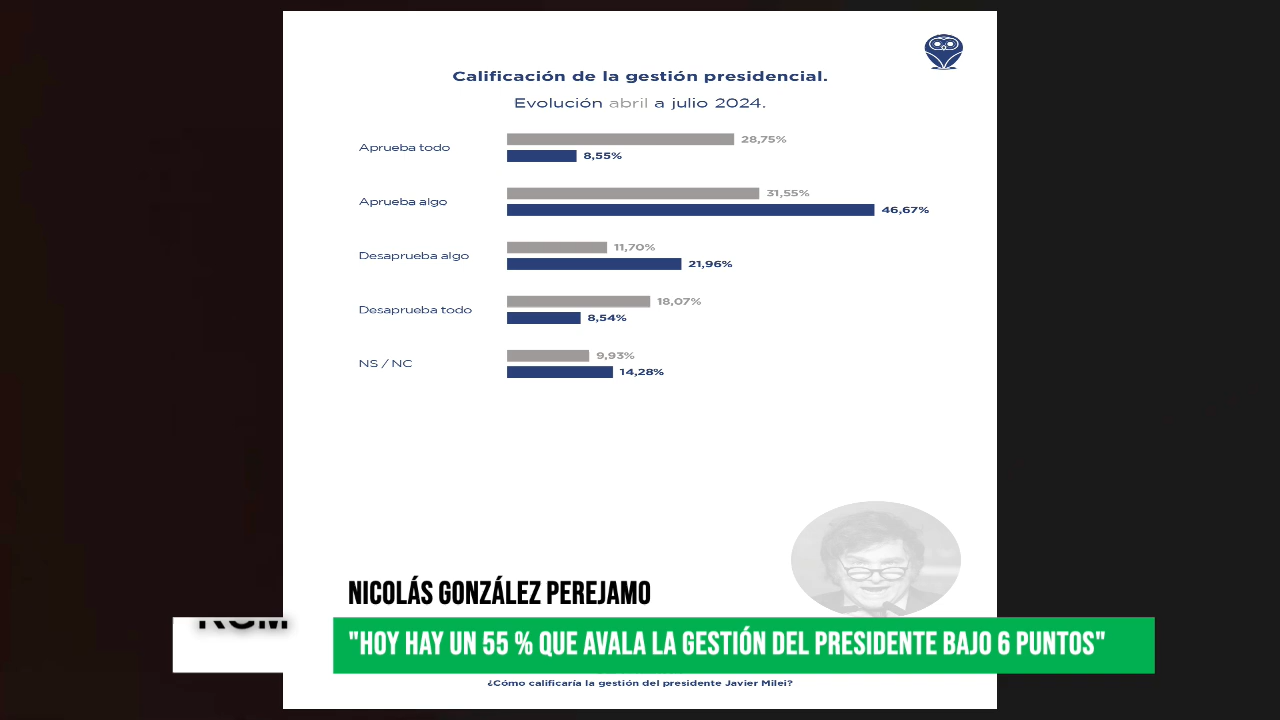 Calificación de la gestión presidencial.
Evolución abril a julio 2024.
Aprueba todo
28,75%
8,55%
Aprueba algo
31,55%
46,67%
Desaprueba algo
11,70%
21,96%
Desaprueba todo
18,07%
8,54%
NS / NC
9,93%
14,28%
NICOLÁS GONZÁLEZ PEREJAMO
"HOY HAY UN 55 % QUE AVALA LA GESTIÓN DEL PRESIDENTE BAJO 6 PUNTOS"
¿Cómo calificaría la gestión del presidente Javier Milei?